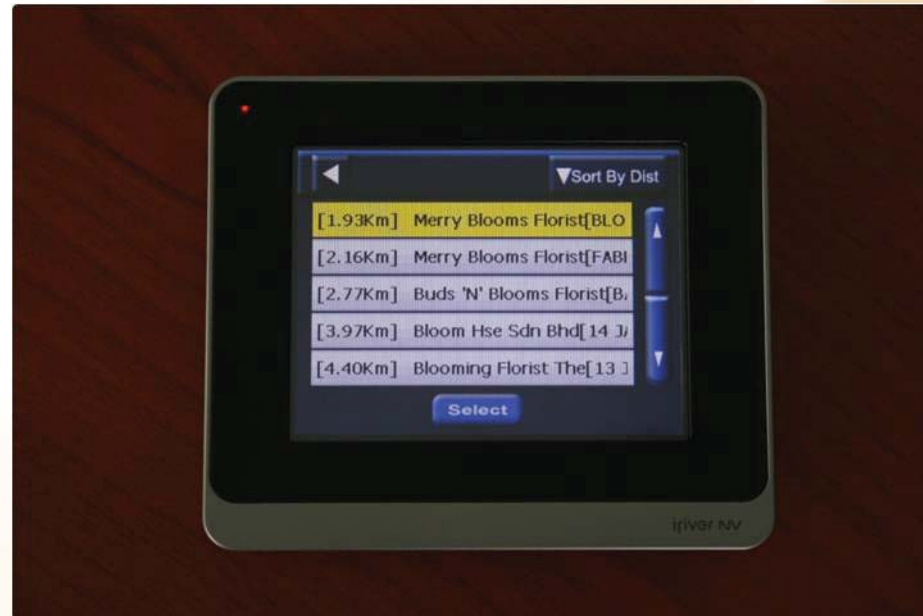 ▼Sort By Dist
[1.93Km] Merry Blooms Florist[BLO
[2.16Km] Merry Blooms Florist[FABI
[2.77Km] Buds 'N' Blooms Florist[B
[3.97Km] Bloom Hse Sdn Bhd[14 J
[4.40Km] Blooming Florist The[13 J
Select
iriver NV